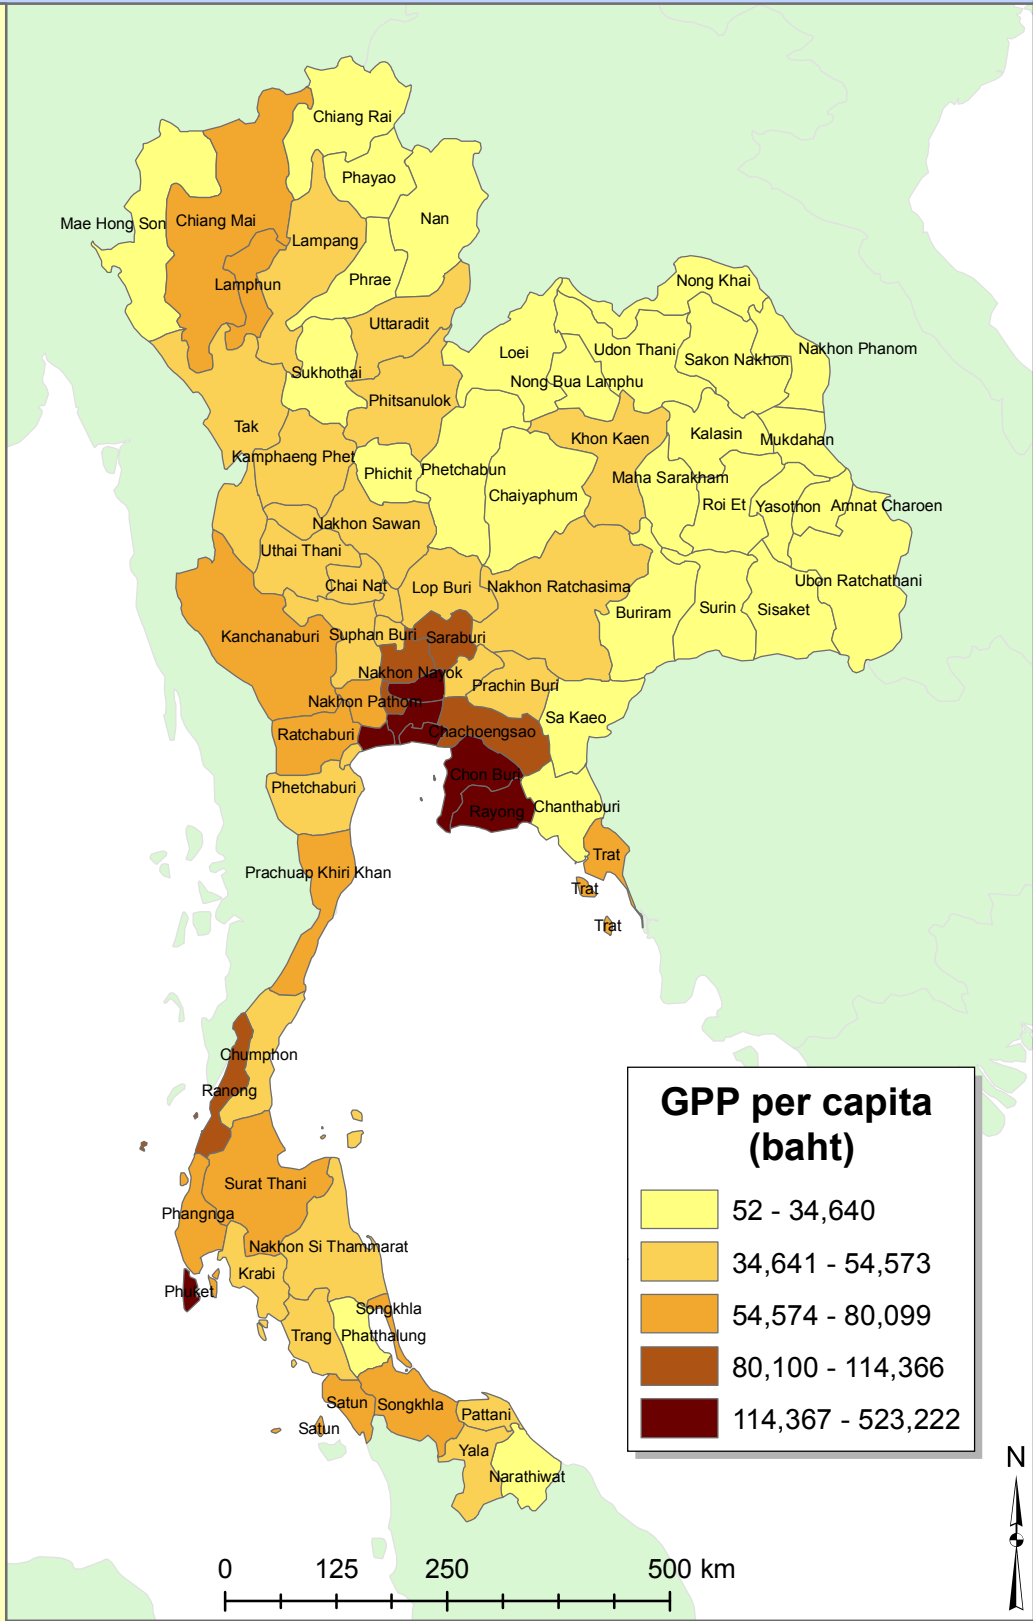 Chiang Rai
Phayao
Nan
Mae Hong Son
Chiang Mai
Lampang
Phrae
Lamphun
Nong Khai
Uttaradit
Nakhon Phanom
Loei
Udon Thani
Sakon Nakhon
Sukhothai
Nong Bua Lamphu
Phitsanulok
Tak
Khon Kaen
Kalasin
Mukdahan
Kamphaeng Phet
Phichit
Phetchabun
Maha Sarakham
Chaiyaphum
Roi Et
Yasothon
Amnat Charoen
Nakhon Sawan
Uthai Thani
Chai Nat
Lop Buri
Nakhon Ratchasima
Ubon Ratchathani
Buriram
Surin
Sisaket
Kanchanaburi
Suphan Buri
Saraburi
Nakhon Nayok
Prachin Buri
Nakhon Pathom
Sa Kaeo
Ratchaburi
Chachoengsao
Chon Buri
Phetchaburi
Rayong
Chanthaburi
Trat
Prachuap Khiri Khan
Trat
Trat
Chumphon
Ranong
Surat Thani
Phangnga
Nakhon Si Thammarat
Krabi
Phuket
Songkhla
Trang
Phatthalung
Satun
Songkhla
Pattani
Satun
Yala
Narathiwat
GPP per capita
(baht)
52 - 34,640
34,641 - 54,573
54,574 - 80,099
80,100 - 114,366
114,367 - 523,222
N
0 125 250 500 km